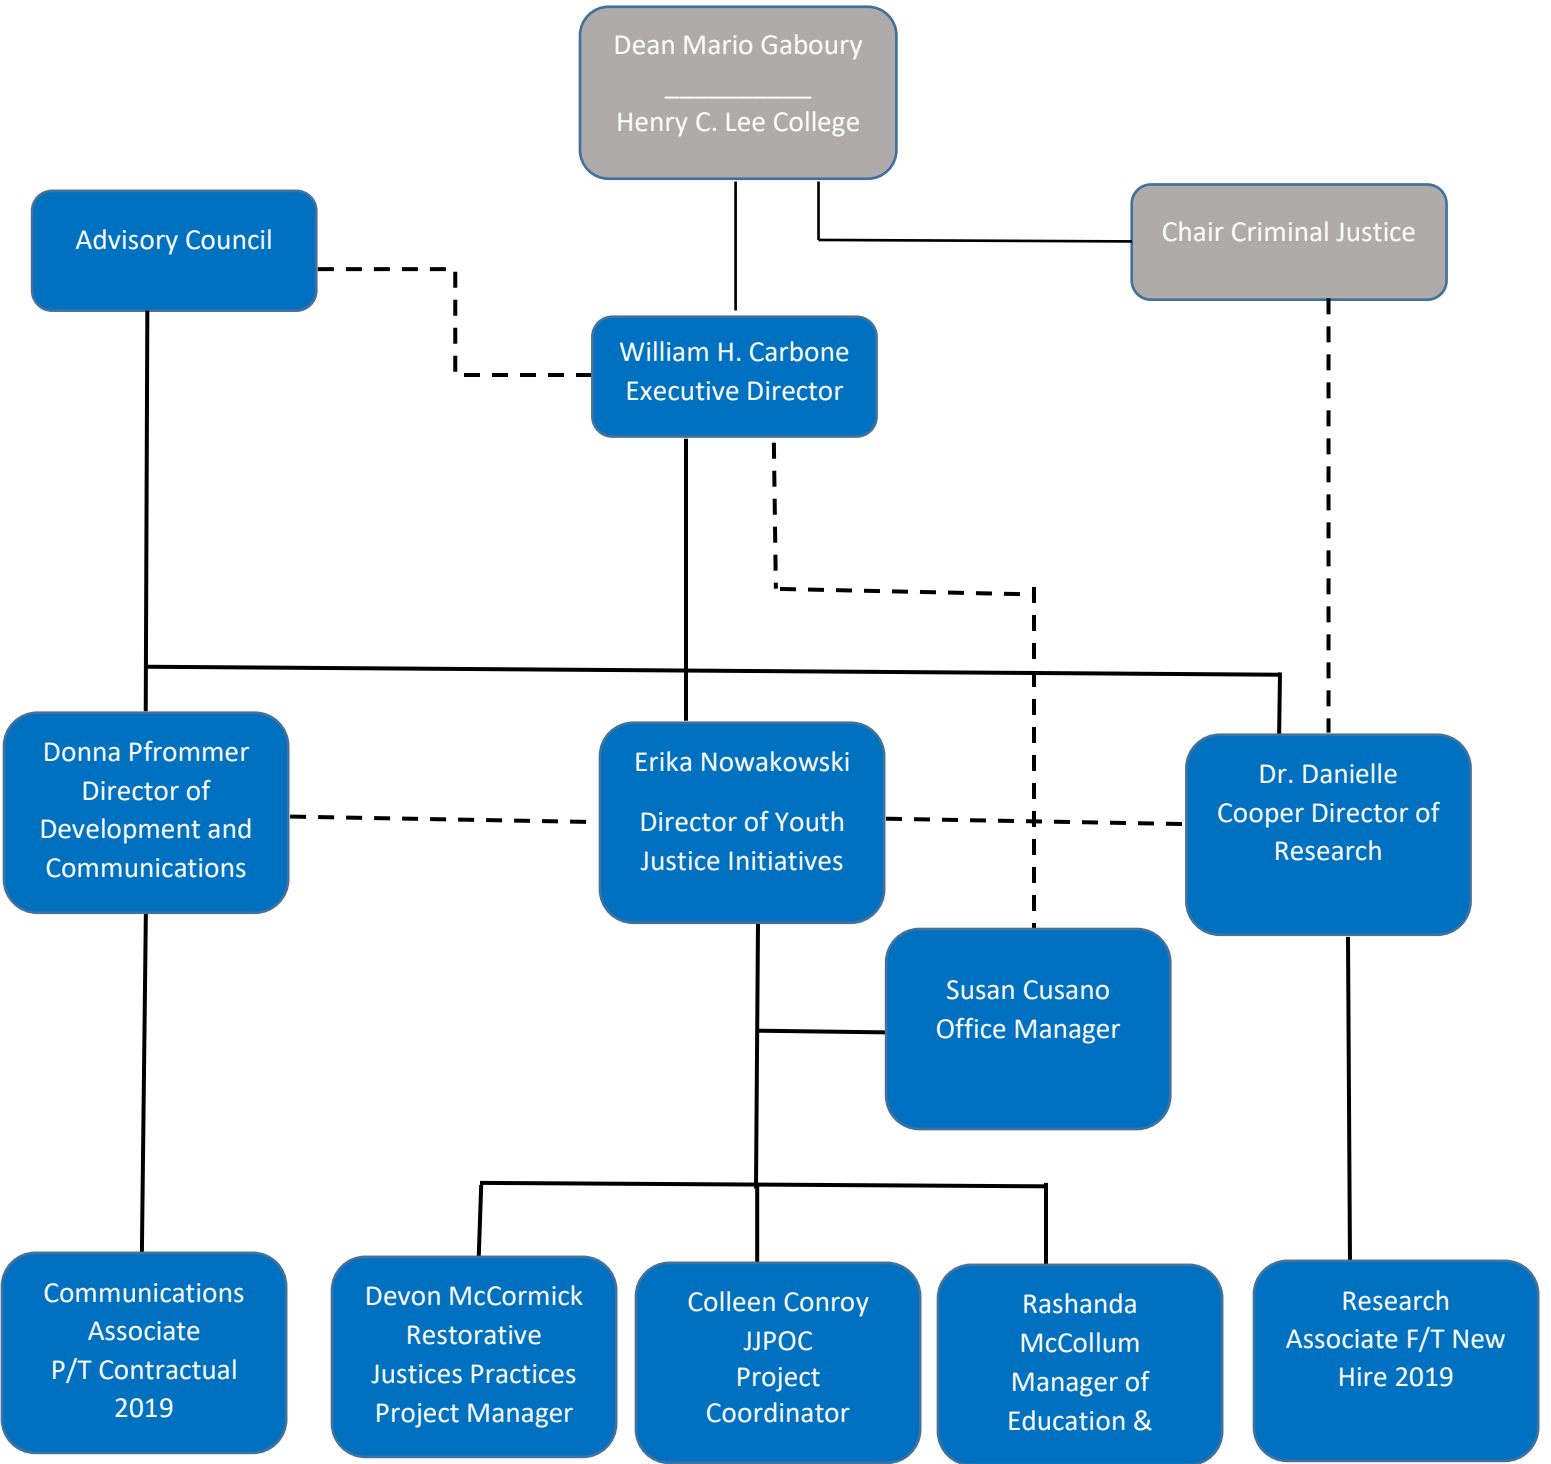 Dean Mario Gaboury
___________
Henry C. Lee College
Advisory Council
Chair Criminal Justice
William H. Carbone
Executive Director
Donna Pfrommer
Director of
Development and
Communications
Erika Nowakowski
Director of Youth
Justice Initiatives
Dr. Danielle
Cooper Director of
Research
Susan Cusano
Office Manager
Communications
Associate
P/T Contractual
2019
Devon McCormick
Restorative
Justices Practices
Project Manager
Colleen Conroy
JJPOC
Project
Coordinator
Rashanda
McCollum
Manager of
Education &
Research
Associate F/T New
Hire 2019